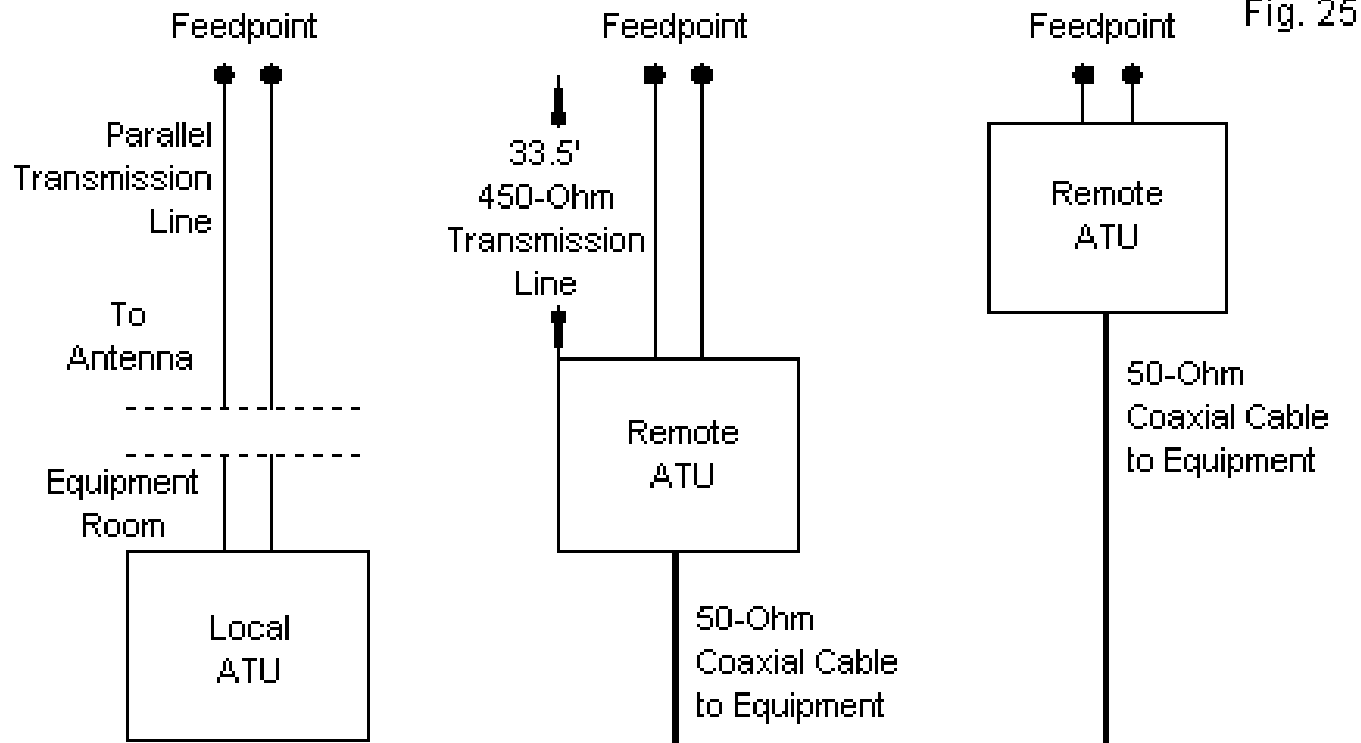 Fig. 25
Feedpoint
Parallel
Transmission
Line
To
Antenna
Equipment
Room
Local
ATU
Feedpoint
33.5'
450-Ohm
Transmission
Line
Remote
ATU
50-Ohm
Coaxial Cable
to Equipment
Feedpoint
Remote
ATU
50-Ohm
Coaxial Cable
to Equipment